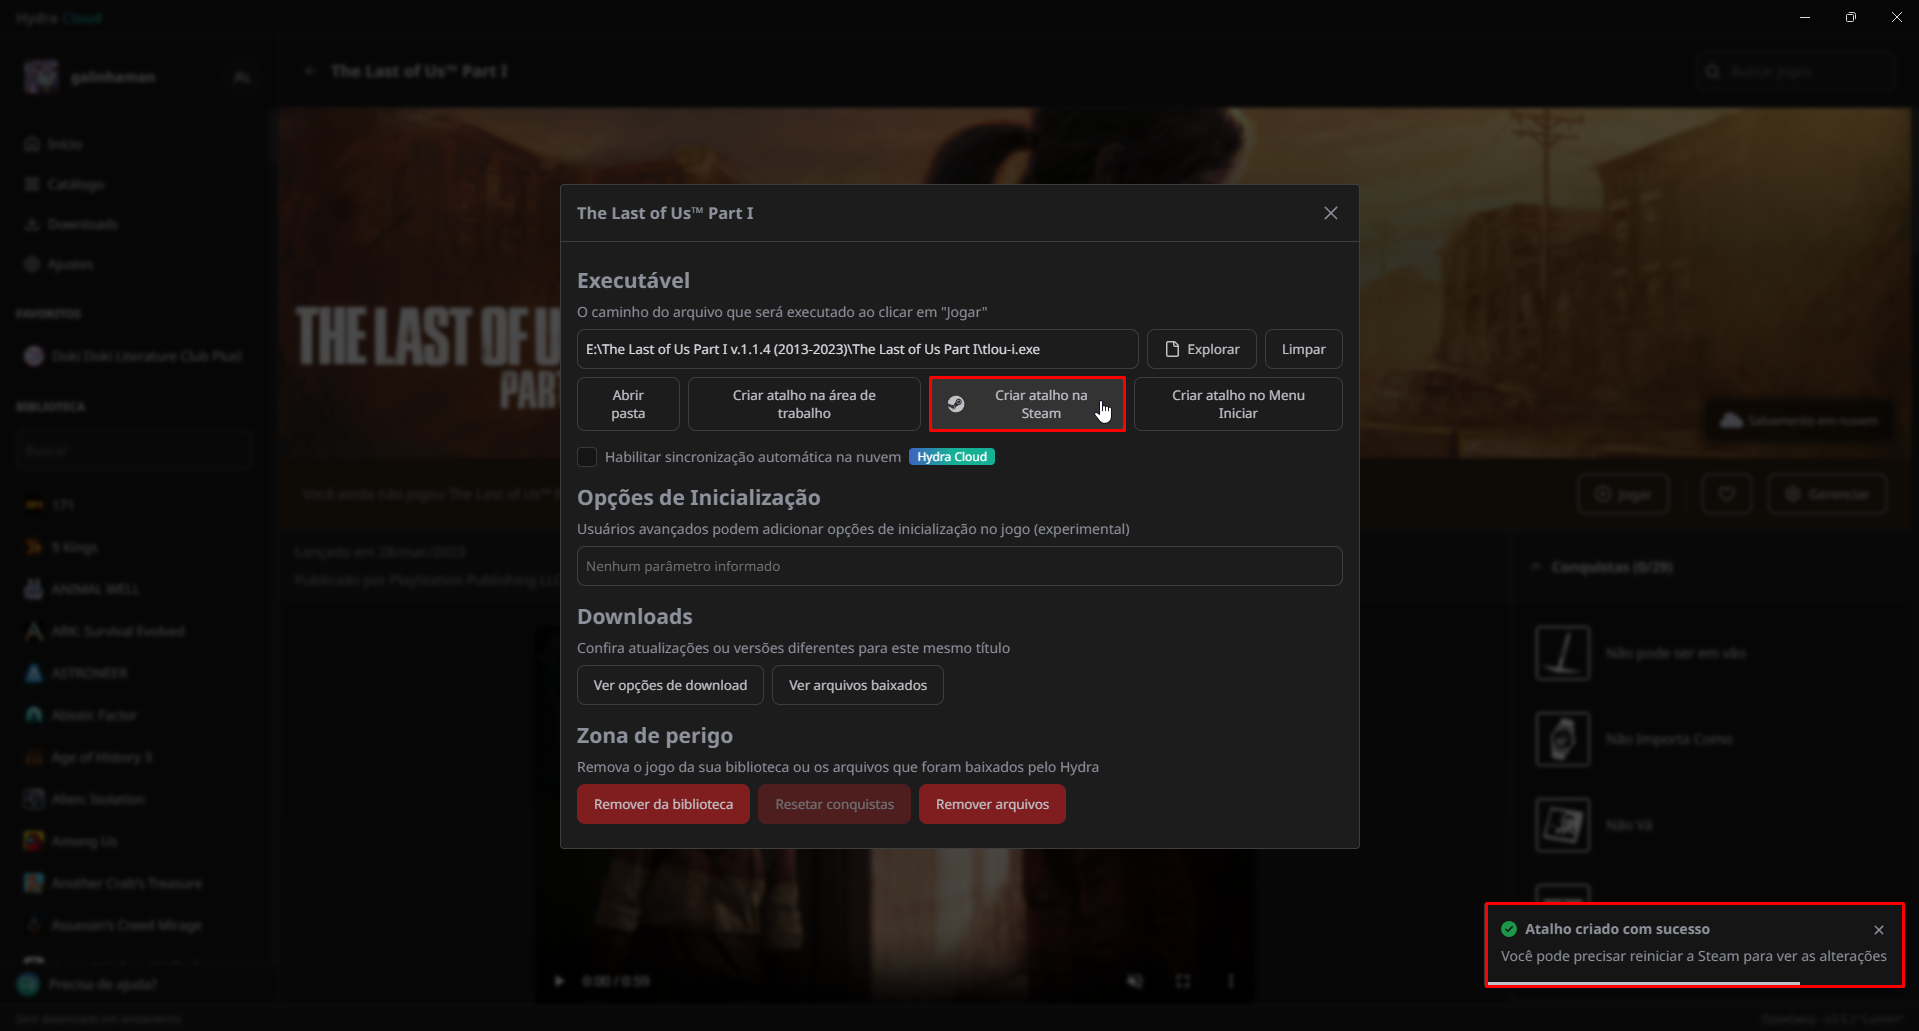 Hydra Cloud
galinhaman
The Last of Us™ Part I
Buscar jogos
Início
Catálogo
Downloads
Ajustes
FAVORITOS
Doki Doki Literature Club Plus!
BIBLIOTECA
Buscar
171
9 Kings
ANIMAL WELL
ARK: Survival Evolved
ASTRONEER
Abiotic Factor
Age of History 3
Alien: Isolation
Among Us
Another Crab's Treasure
Assassin's Creed Mirage
Precisa de ajuda?
Sem downloads em andamento
THE LAST OF U
PAR
Salvamento em nuvem
Você ainda não jogou The Last of Us™ P
Jogar
Gerenciar
Lançado em 28/mar./2023
Publicado por PlayStation Publishing LLC
The Last of Us™ Part I
Executável
O caminho do arquivo que será executado ao clicar em "Jogar"
E:\The Last of Us Part I v.1.1.4 (2013-2023)\The Last of Us Part I\tlou-i.exe
Explorar
Limpar
Abrir
pasta
Criar atalho na área de
trabalho
Criar atalho na
Steam
Criar atalho no Menu
Iniciar
Habilitar sincronização automática na nuvem
Hydra Cloud
Opções de Inicialização
Usuários avançados podem adicionar opções de inicialização no jogo (experimental)
Nenhum parâmetro informado
Downloads
Confira atualizações ou versões diferentes para este mesmo título
Ver opções de download
Ver arquivos baixados
Zona de perigo
Remova o jogo da sua biblioteca ou os arquivos que foram baixados pelo Hydra
Remover da biblioteca
Resetar conquistas
Remover arquivos
0:00 / 0:59
Conquistas (0/29)
Não pode ser em vão
Não Importa Como
Não Vá
Atalho criado com sucesso
Você pode precisar reiniciar a Steam para ver as alterações